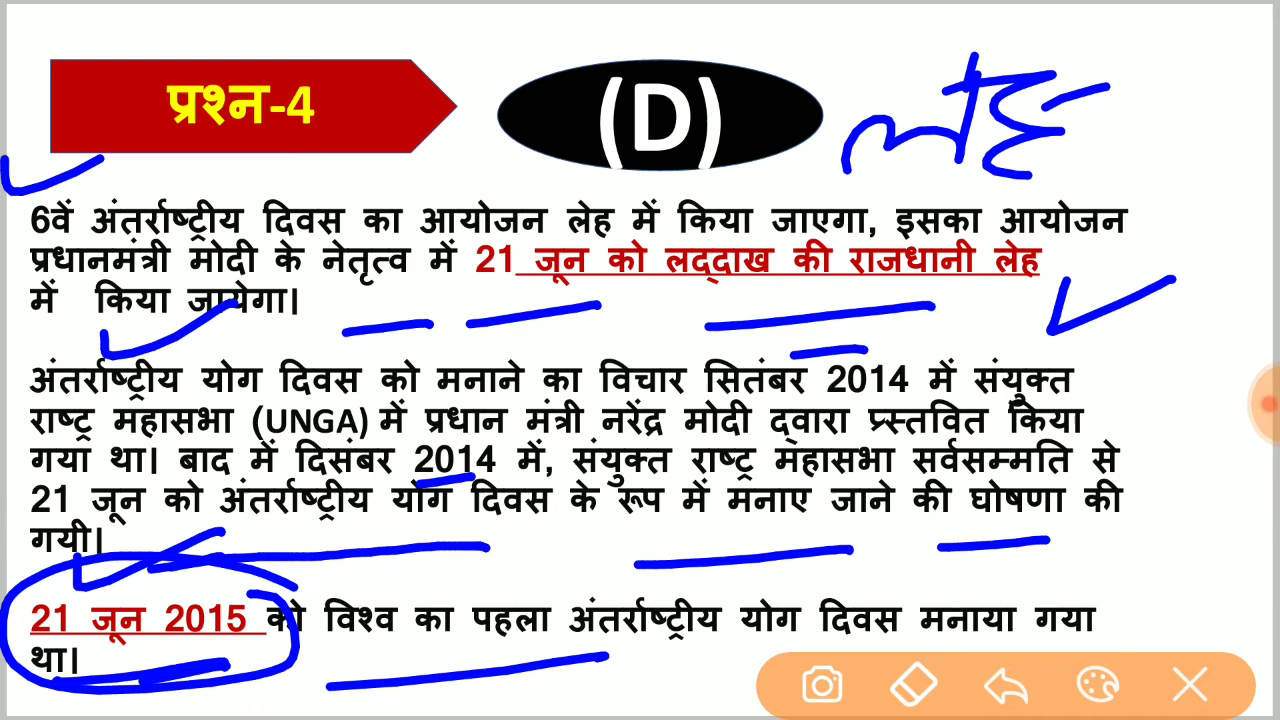 प्रश्न-4
(D)
लेह
6वें अंतर्राष्ट्रीय दिवस का आयोजन लेह में किया जाएगा, इसका आयोजन
प्रधानमंत्री मोदी के नेतृत्व में 21 जून को लद्दाख की राजधानी लेह
में किया जायेगा।
अंतर्राष्ट्रीय योग दिवस को मनाने का विचार सितंबर 2014 में संयुक्त
राष्ट्र महासभा (UNGA) में प्रधान मंत्री नरेंद्र मोदी द्वारा प्रस्तवित किया
गया था। बाद में दिसंबर 2014 में, संयुक्त राष्ट्र महासभा सर्वसम्मति से
21 जून को अंतर्राष्ट्रीय योग दिवस के रूप में मनाए जाने की घोषणा की
गयी।
21 जून 2015 को विश्व का पहला अंतर्राष्ट्रीय योग दिवस मनाया गया
था।